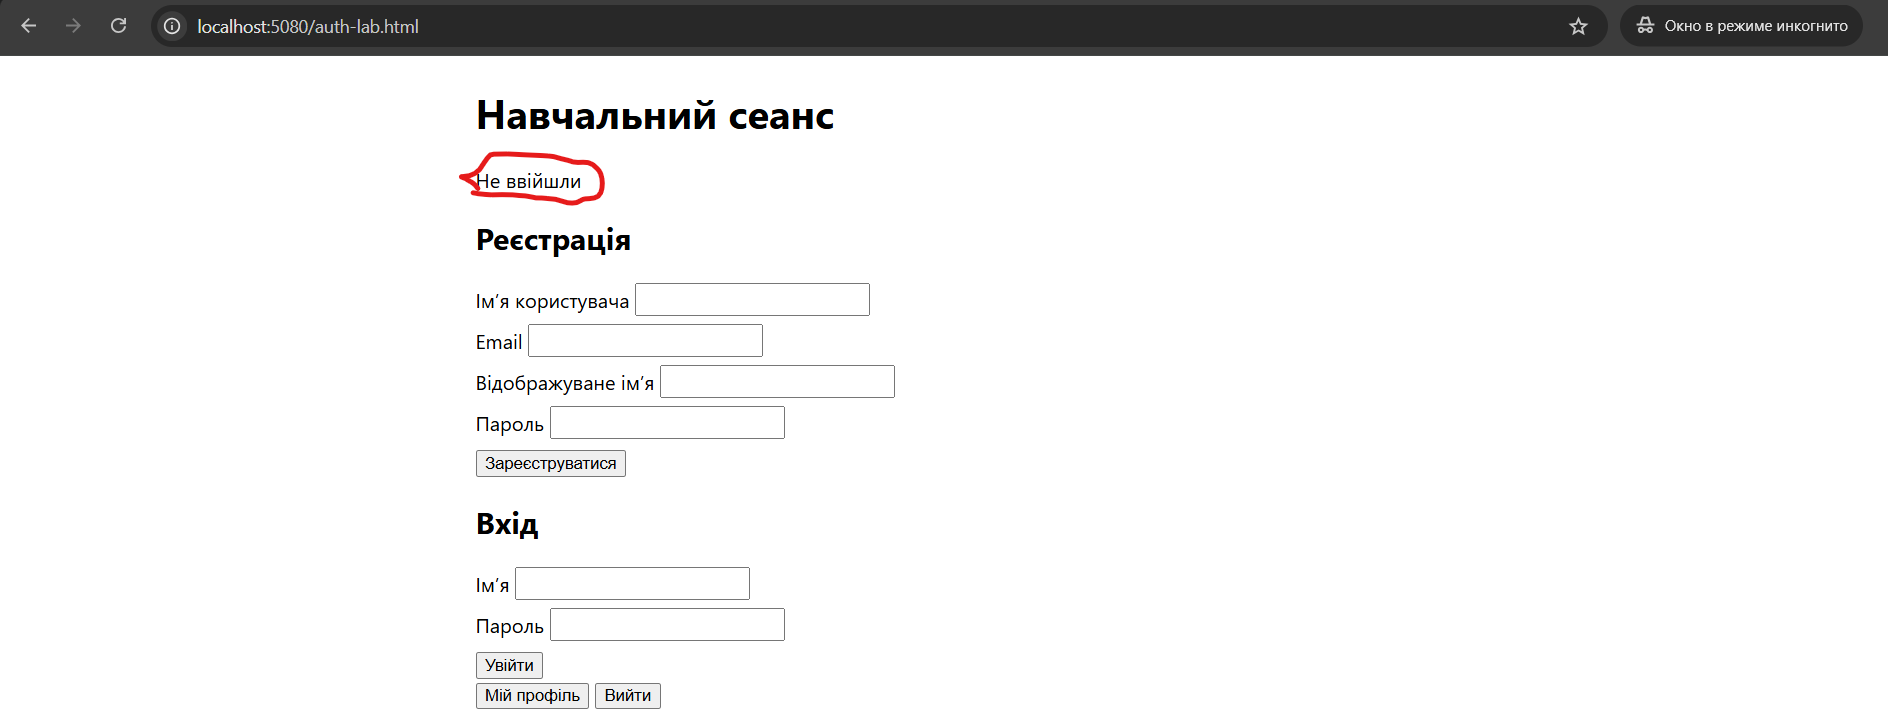 localhost:5080/auth-lab.html
Окно в режиме инкогнито
Навчальний сеанс
Не ввійшли
Реєстрація
Ім’я користувача
Email
Відображуване ім’я
Пароль
Зареєструватися
Вхід
Ім’я
Пароль
Увійти
Мій профіль Вийти